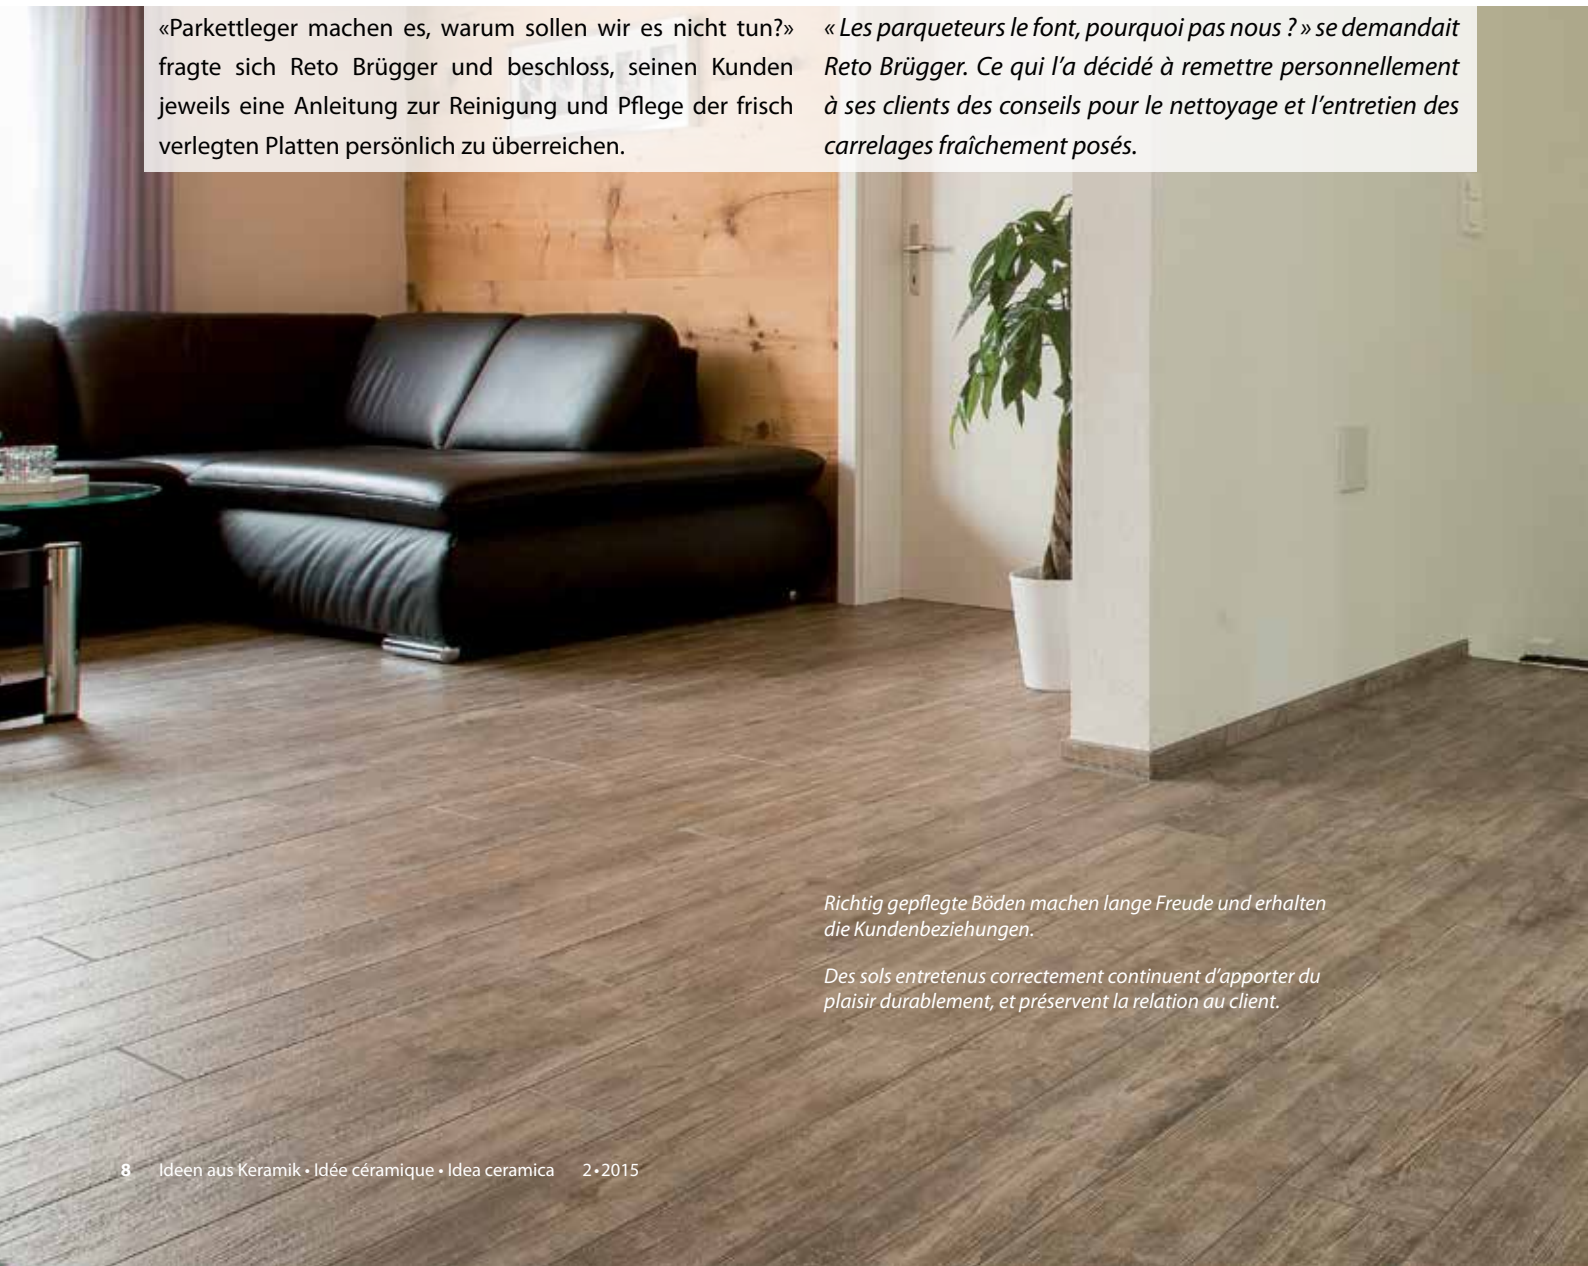 «Parkettleger machen es, warum sollen wir es nicht tun?»
fragte sich Reto Brügger und beschloss, seinen Kunden
jeweils eine Anleitung zur Reinigung und Pflege der frisch
verlegten Platten persönlich zu überreichen.
« Les parqueteurs le font, pourquoi pas nous ? » se demandait
Reto Brügger. Ce qui l'a décidé à remettre personnellement
à ses clients des conseils pour le nettoyage et l'entretien des
carrelages fraîchement posés.
Richtig gepflegte Böden machen lange Freude und erhalten
die Kundenbeziehungen.
Des sols entretenus correctement continuent d'apporter du
plaisir durablement, et préservent la relation au client.
8 Ideen aus Keramik • Idée céramique • Idea ceramica 2•2015